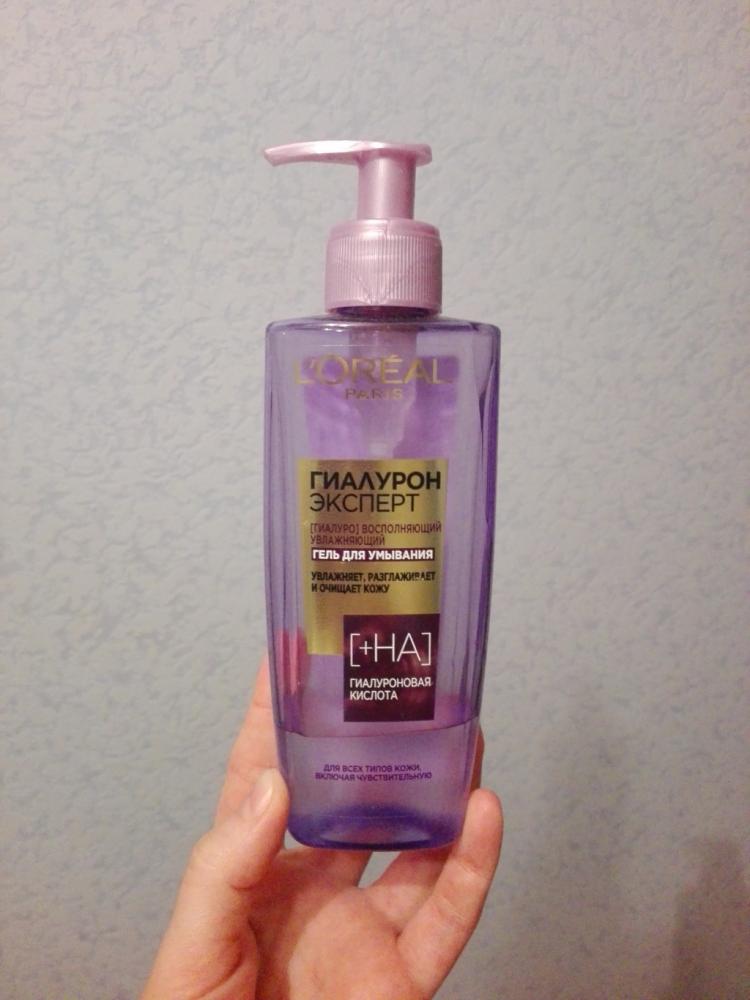 L'ORÉAL
PARIS
ГИАЛУРОН
ЭКСПЕРТ
[ГИАЛУРО] ВОСПОЛНЯЮЩИЙ
УВЛАЖНЯЮЩИЙ
ГЕЛЬ ДЛЯ УМЫВАНИЯ
УВЛАЖНЯЕТ, РАЗГЛАЖИВАЕТ
И ОЧИЩАЕТ КОЖУ
[+HA]
ГИАЛУРОНОВАЯ
КИСЛОТА
ДЛЯ ВСЕХ ТИПОВ КОЖИ,
ВКЛЮЧАЯ ЧУВСТВИТЕЛЬНУЮ